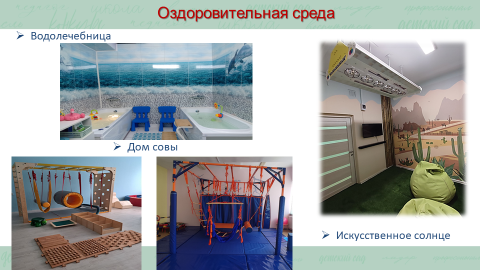 Оздоровительная среда
Водолечебница
Дом совы
Искусственное солнце